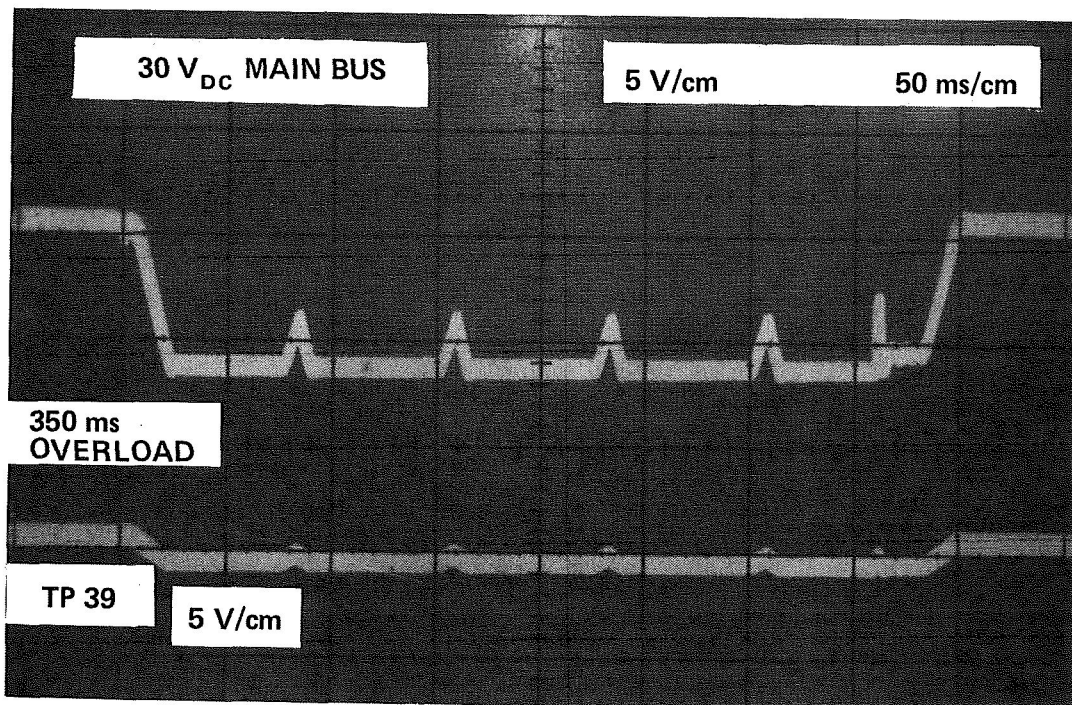 30 V_DC MAIN BUS
5 V/cm 50 ms/cm
350 ms
OVERLOAD
TP 39
5 V/cm